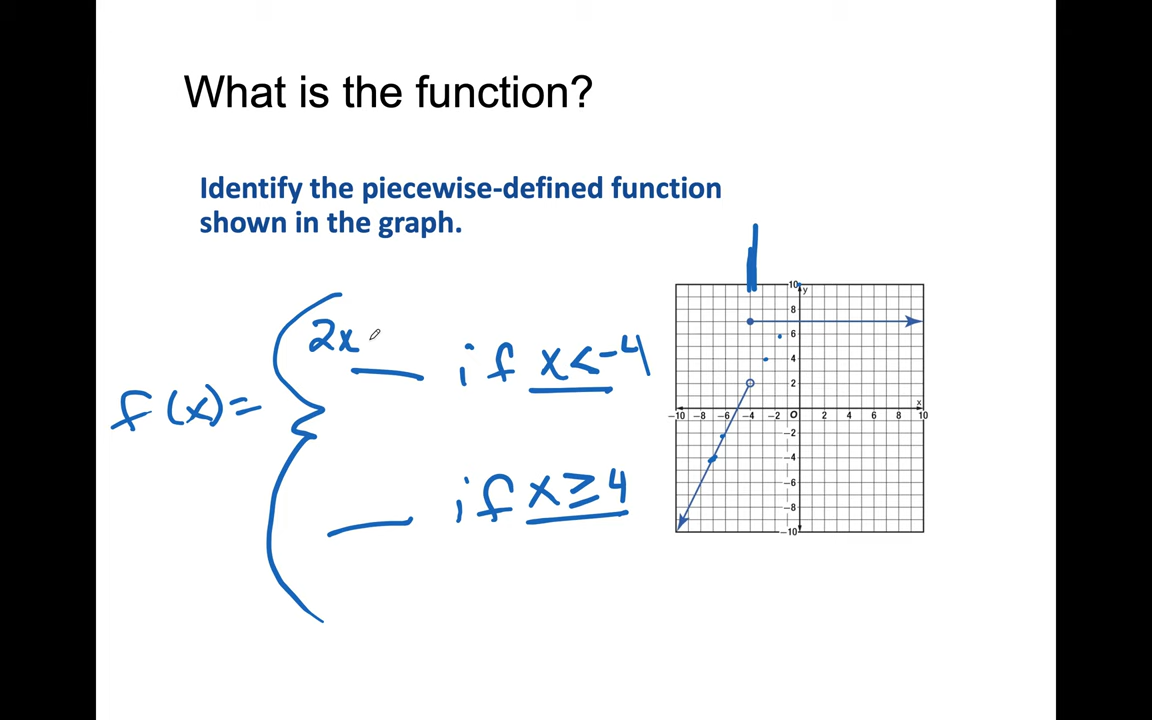 What is the function?
Identify the piecewise-defined function
shown in the graph.
2x
if x<-4
f(x)=
if x≥4
10 y
8
6
4
2
x
-10 -8 -6 -4 -2 O 2 4 6 8 10
-2
-4
-6
-8
-10